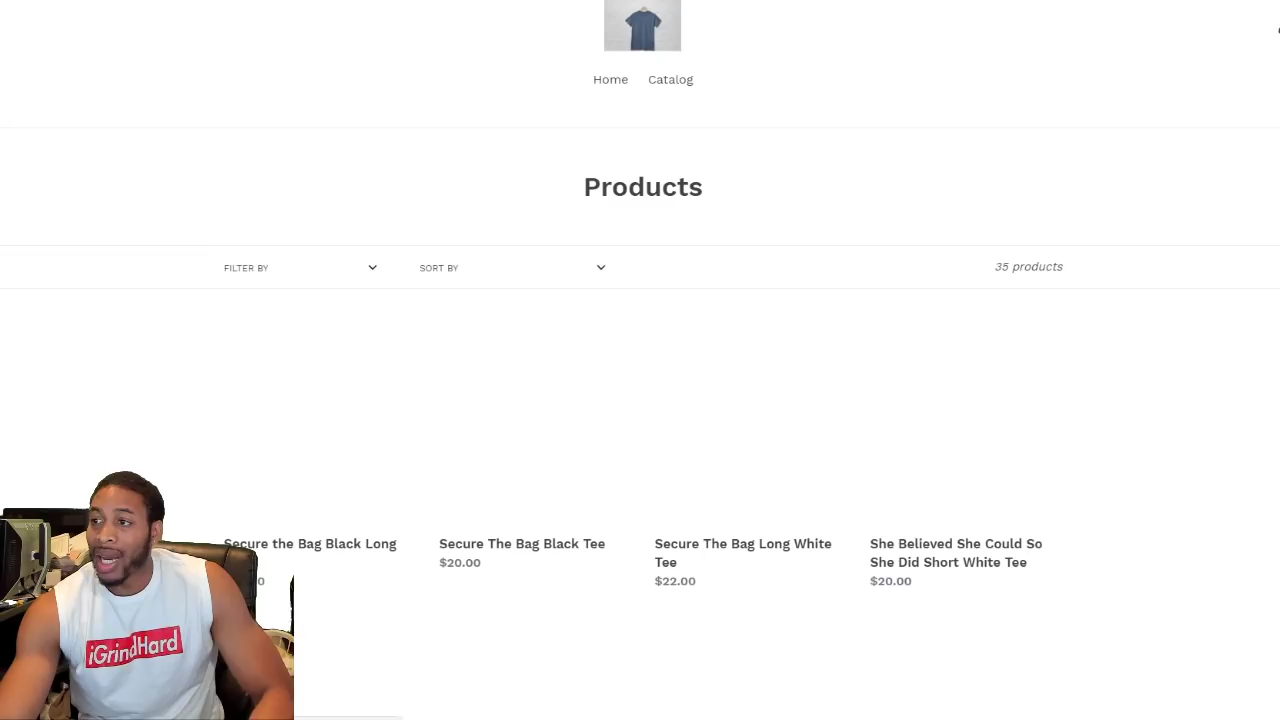 Home Catalog
Products
FILTER BY SORT BY 35 products
Secure the Bag Black Long
Secure The Bag Black Tee
$20.00
Secure The Bag Long White
Tee
$22.00
She Believed She Could So
She Did Short White Tee
$20.00
iGrindHard